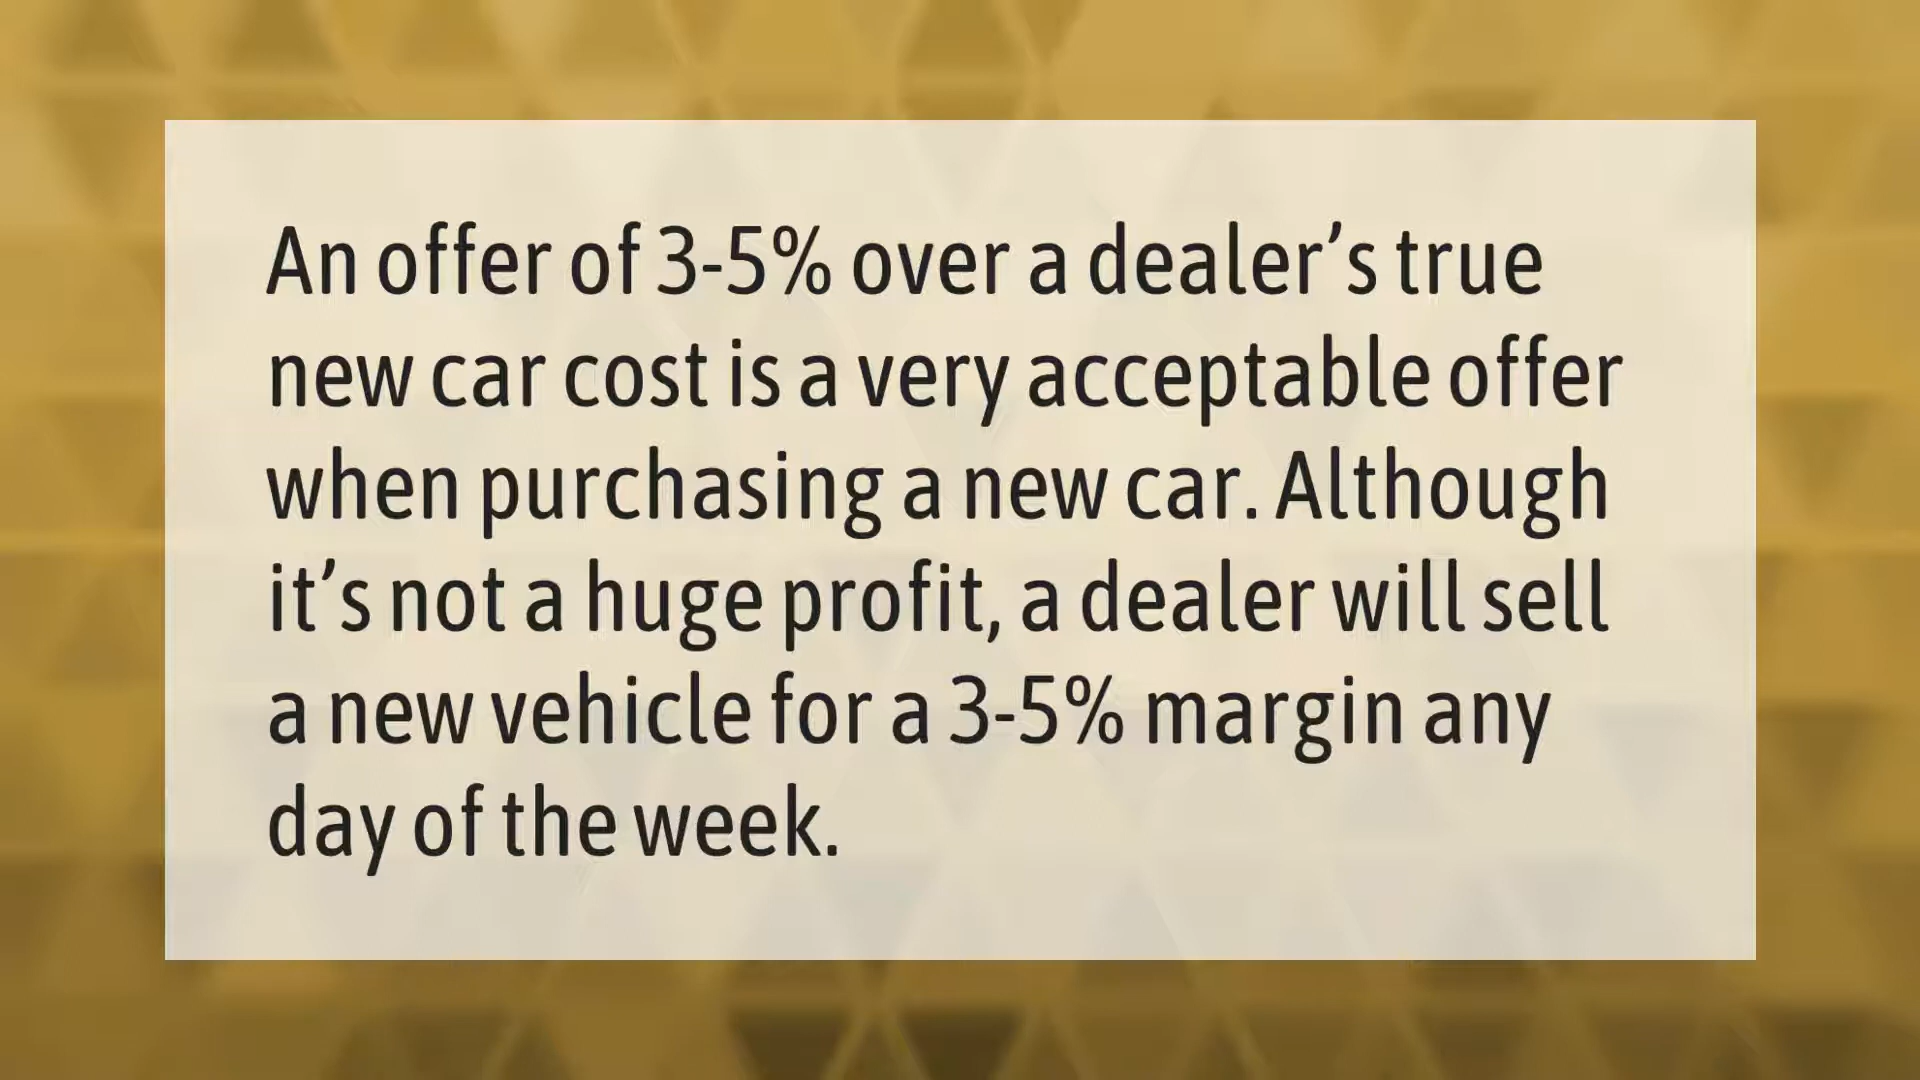 An offer of 3-5% over a dealer’s true
new car cost is a very acceptable offer
when purchasing a new car. Although
it’s not a huge profit, a dealer will sell
a new vehicle for a 3-5% margin any
day of the week.